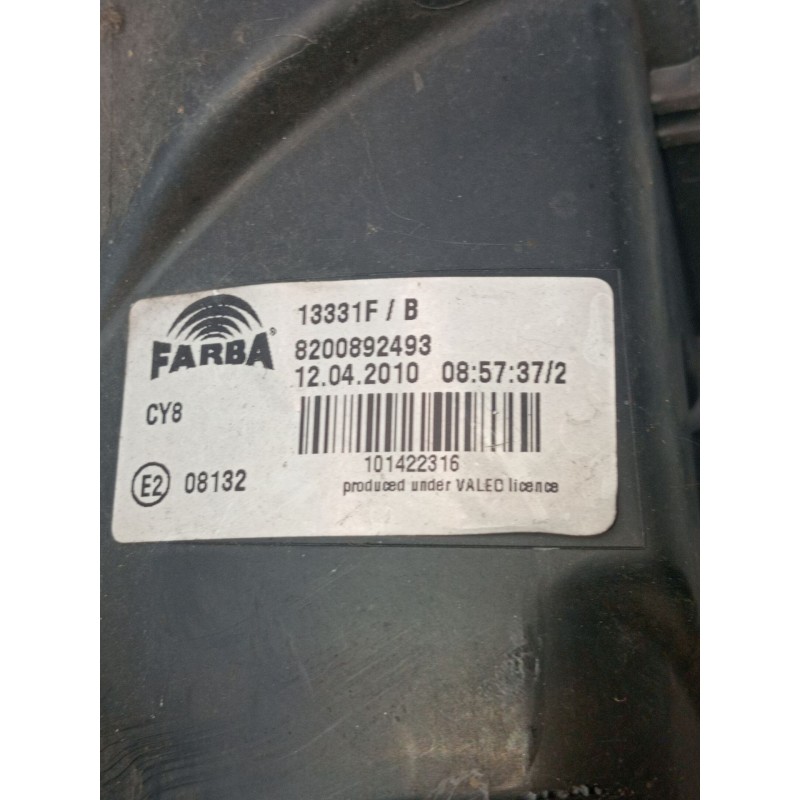 FARBA®
13331F / B
8200892493
12.04.2010 08:57:37/2
CY8
101422316
E2 08132
produced under VALEO licence